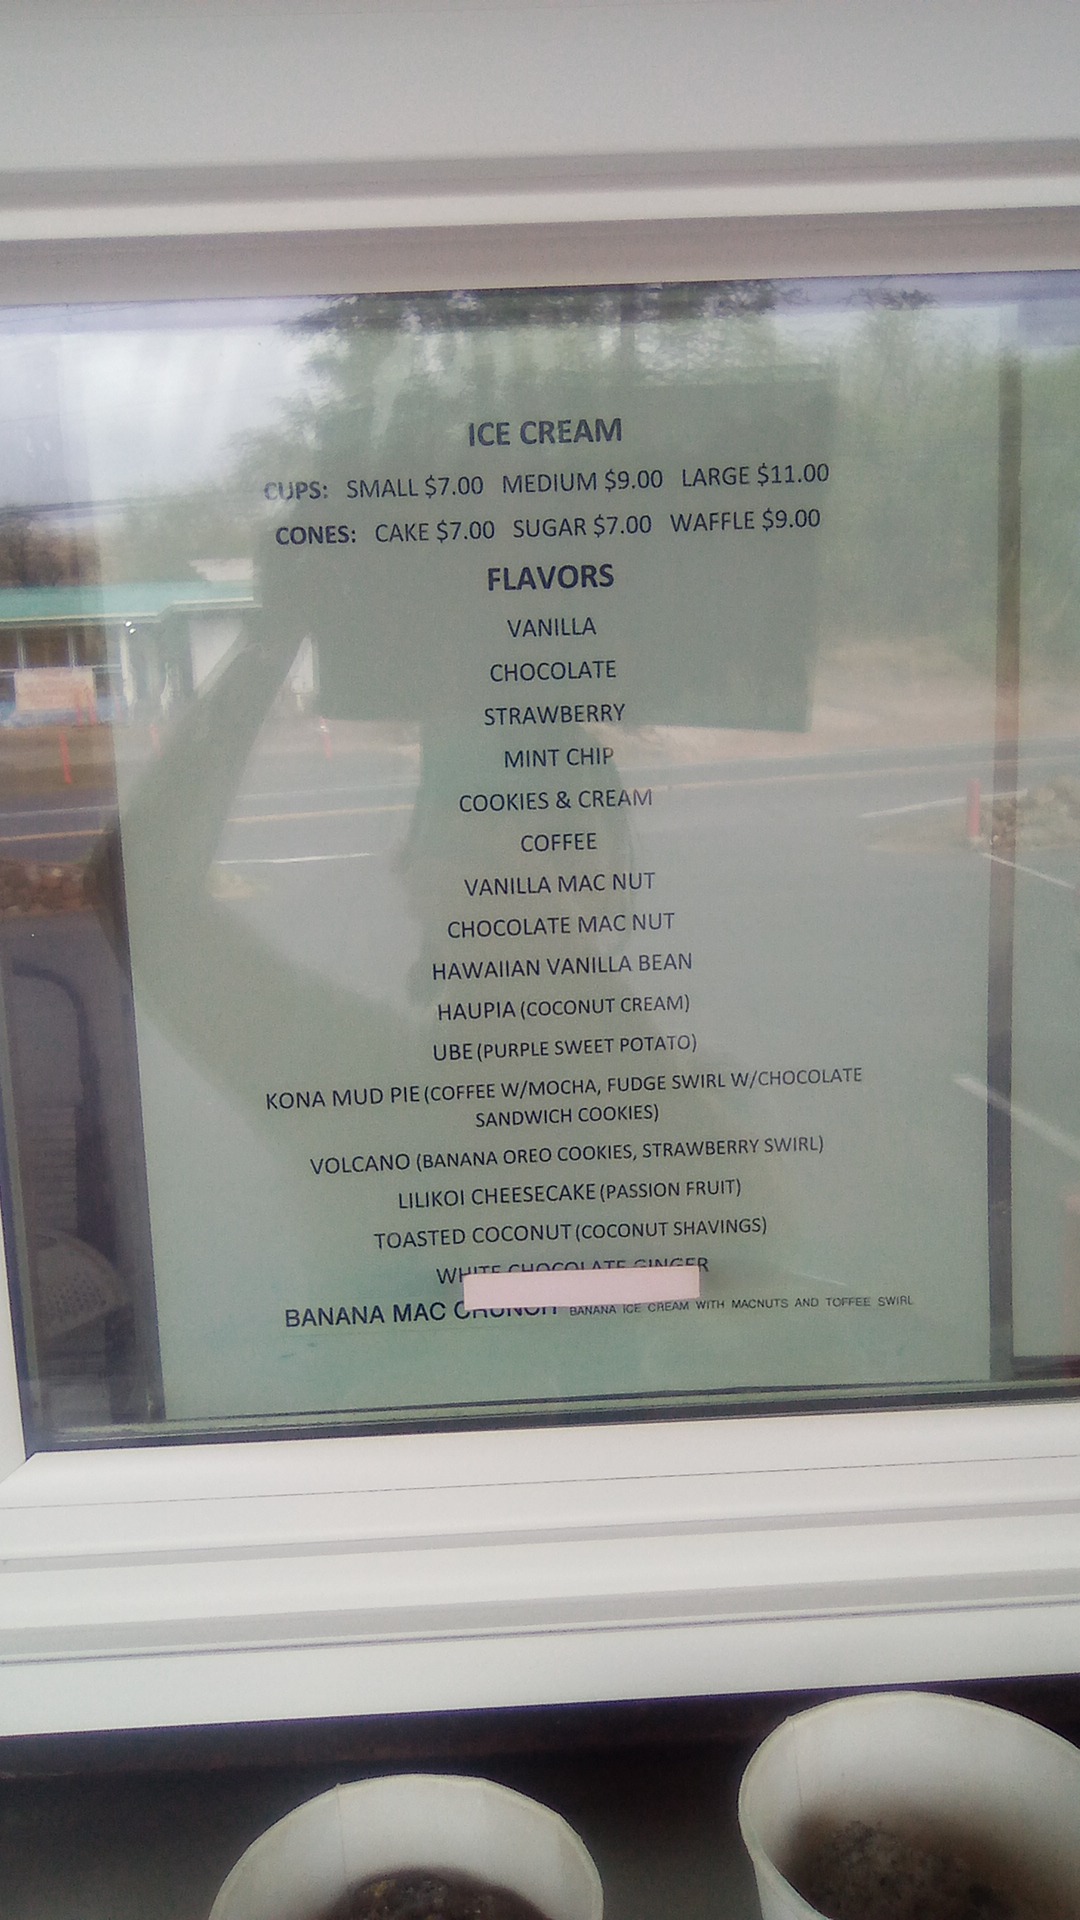 ICE CREAM
CUPS: SMALL $7.00 MEDIUM $9.00 LARGE $11.00
CONES: CAKE $7.00 SUGAR $7.00 WAFFLE $9.00
FLAVORS
VANILLA
CHOCOLATE
STRAWBERRY
MINT CHIP
COOKIES & CREAM
COFFEE
VANILLA MAC NUT
CHOCOLATE MAC NUT
HAWAIIAN VANILLA BEAN
HAUPIA (COCONUT CREAM)
UBE (PURPLE SWEET POTATO)
KONA MUD PIE (COFFEE W/MOCHA, FUDGE SWIRL W/CHOCOLATE
SANDWICH COOKIES)
VOLCANO (BANANA OREO COOKIES, STRAWBERRY SWIRL)
LILIKOI CHEESECAKE (PASSION FRUIT)
TOASTED COCONUT (COCONUT SHAVINGS)
WHITE CHOCOLATE GINGER
BANANA MAC CRUNCH BANANA ICE CREAM WITH MACNUTS AND TOFFEE SWIRL